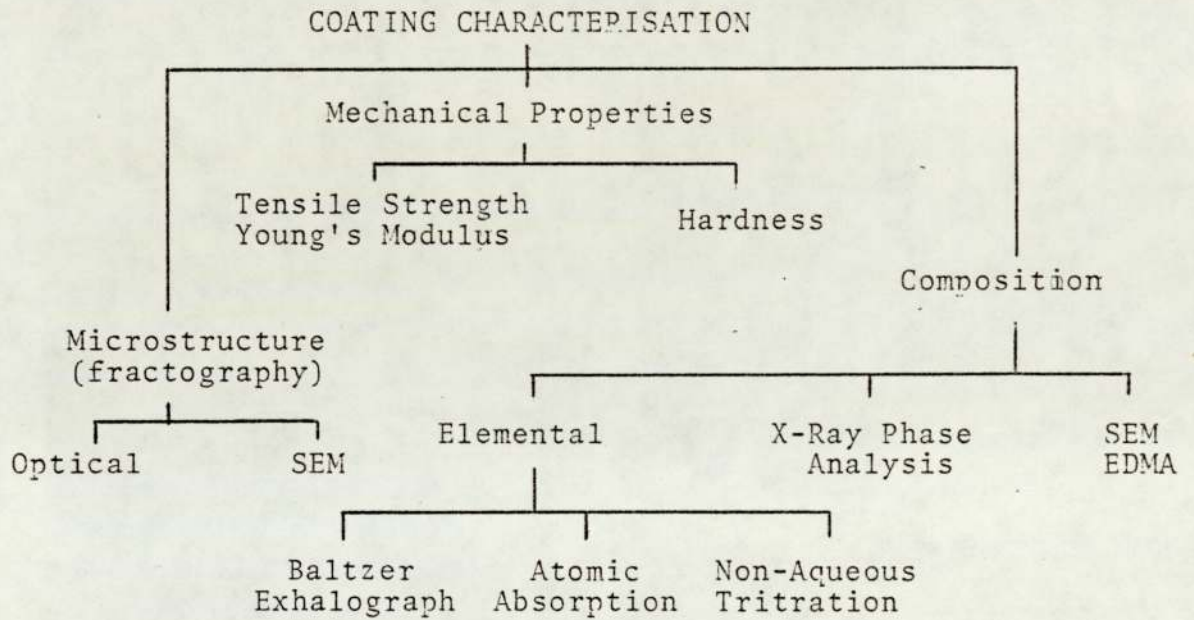 COATING CHARACTERISATION
Mechanical Properties
Tensile Strength
Young's Modulus
Hardness
Composition
Microstructure
(fractography)
Optical
SEM
Elemental
X-Ray Phase
Analysis
SEM
EDMA
Baltzer
Exhalograph
Atomic
Absorption
Non-Aqueous
Tritration